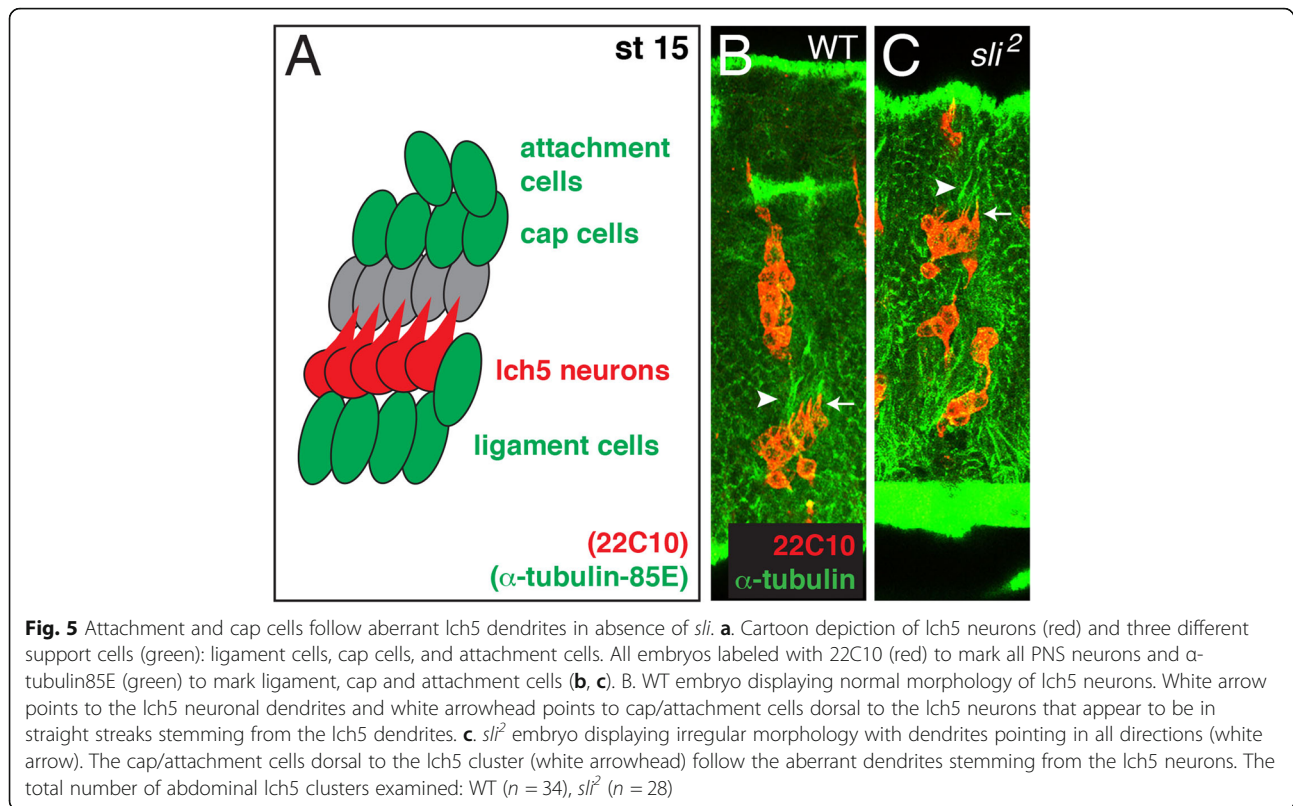 A
st 15
attachment
cells
cap cells
lch5 neurons
ligament cells
(22C10)
(α-tubulin-85E)
B
WT
22C10
α-tubulin
C
sli²
Fig. 5 Attachment and cap cells follow aberrant lch5 dendrites in absence of sli. a. Cartoon depiction of lch5 neurons (red) and three different
support cells (green): ligament cells, cap cells, and attachment cells. All embryos labeled with 22C10 (red) to mark all PNS neurons and α-
tubulin85E (green) to mark ligament, cap and attachment cells (b, c). B. WT embryo displaying normal morphology of lch5 neurons. White arrow
points to the lch5 neuronal dendrites and white arrowhead points to cap/attachment cells dorsal to the lch5 neurons that appear to be in
straight streaks stemming from the lch5 dendrites. c. sli² embryo displaying irregular morphology with dendrites pointing in all directions (white
arrow). The cap/attachment cells dorsal to the lch5 cluster (white arrowhead) follow the aberrant dendrites stemming from the lch5 neurons. The
total number of abdominal lch5 clusters examined: WT (n = 34), sli² (n = 28)